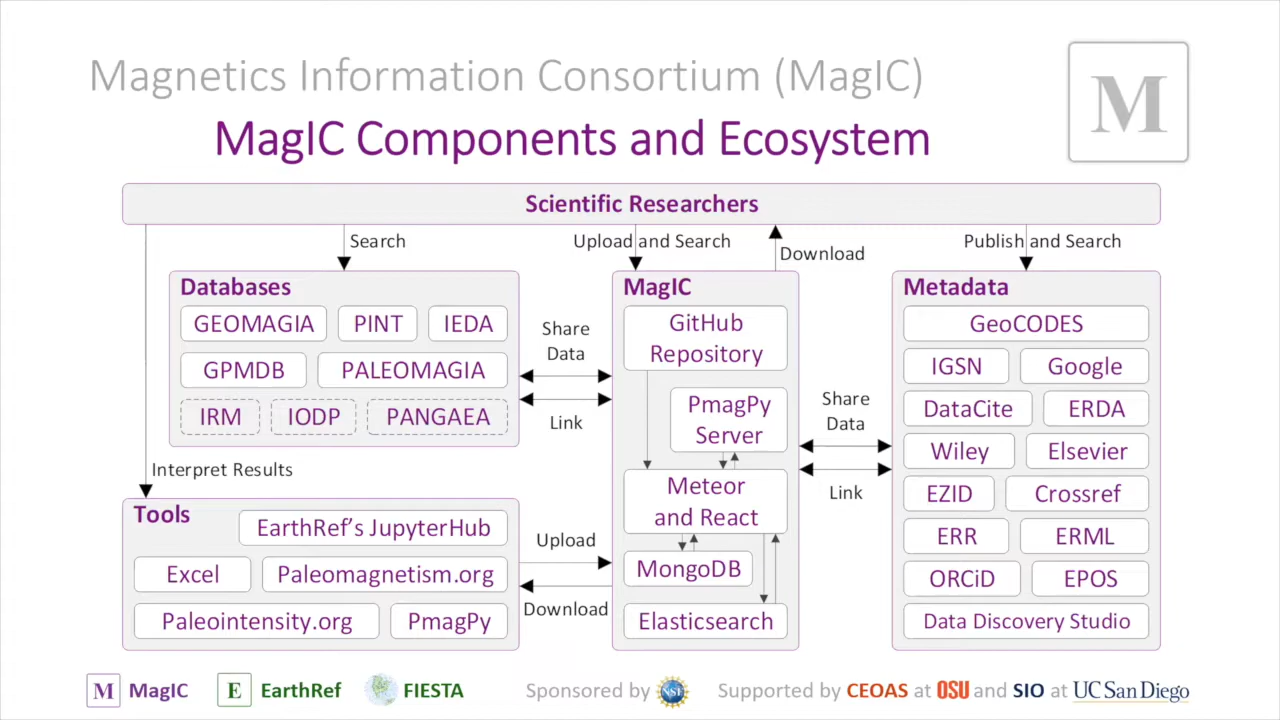 Magnetics Information Consortium (MagIC)
M
MagIC Components and Ecosystem
Scientific Researchers
Search
Upload and Search
Download
Publish and Search
Databases
GEOMAGIA
PINT
IEDA
GPMDB
PALEOMAGIA
IRM
IODP
PANGAEA
Share
Data
Link
Interpret Results
Tools
EarthRef's JupyterHub
Excel
Paleomagnetism.org
Paleointensity.org
PmagPy
Upload
Download
MagIC
GitHub
Repository
PmagPy
Server
Meteor
and React
MongoDB
Elasticsearch
Share
Data
Link
Metadata
GeoCODES
IGSN
Google
DataCite
ERDA
Wiley
Elsevier
EZID
Crossref
ERR
ERML
ORCiD
EPOS
Data Discovery Studio
M MagIC
E EarthRef
FIESTA
Sponsored by NSF
Supported by CEOAS at OSU and SIO at UC San Diego